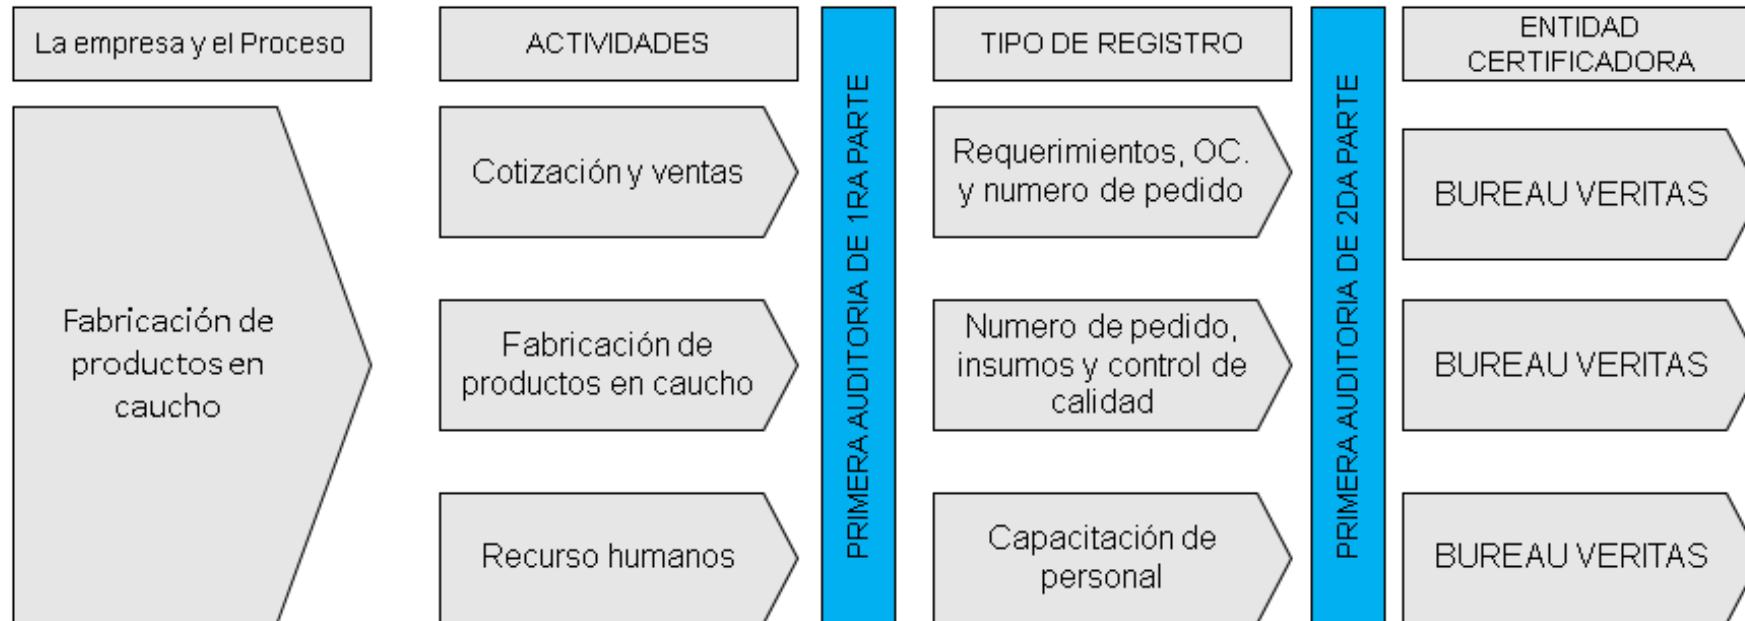 La empresa y el Proceso
ACTIVIDADES
TIPO DE REGISTRO
ENTIDAD
CERTIFICADORA
Fabricación de
productos en
caucho
Cotización y ventas
Fabricación de
productos en caucho
Recurso humanos
PRIMERA AUDITORIA DE 1RA PARTE
Requerimientos, OC.
y numero de pedido
Numero de pedido,
insumos y control de
calidad
Capacitación de
personal
PRIMERA AUDITORIA DE 2DA PARTE
BUREAU VERITAS
BUREAU VERITAS
BUREAU VERITAS